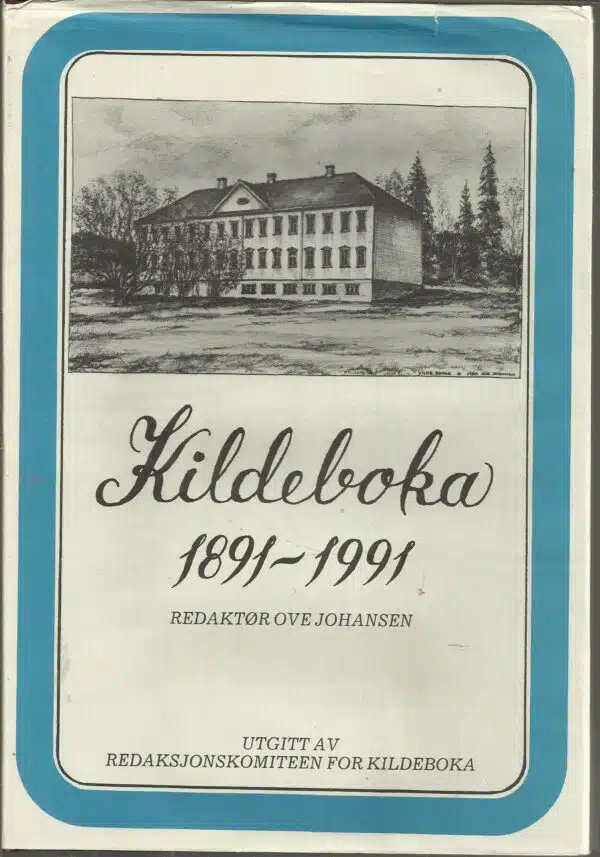 Kildeboka
1891-1991
REDAKTØR OVE JOHANSEN
UTGITT AV
REDAKSJONSKOMITEEN FOR KILDEBOKA